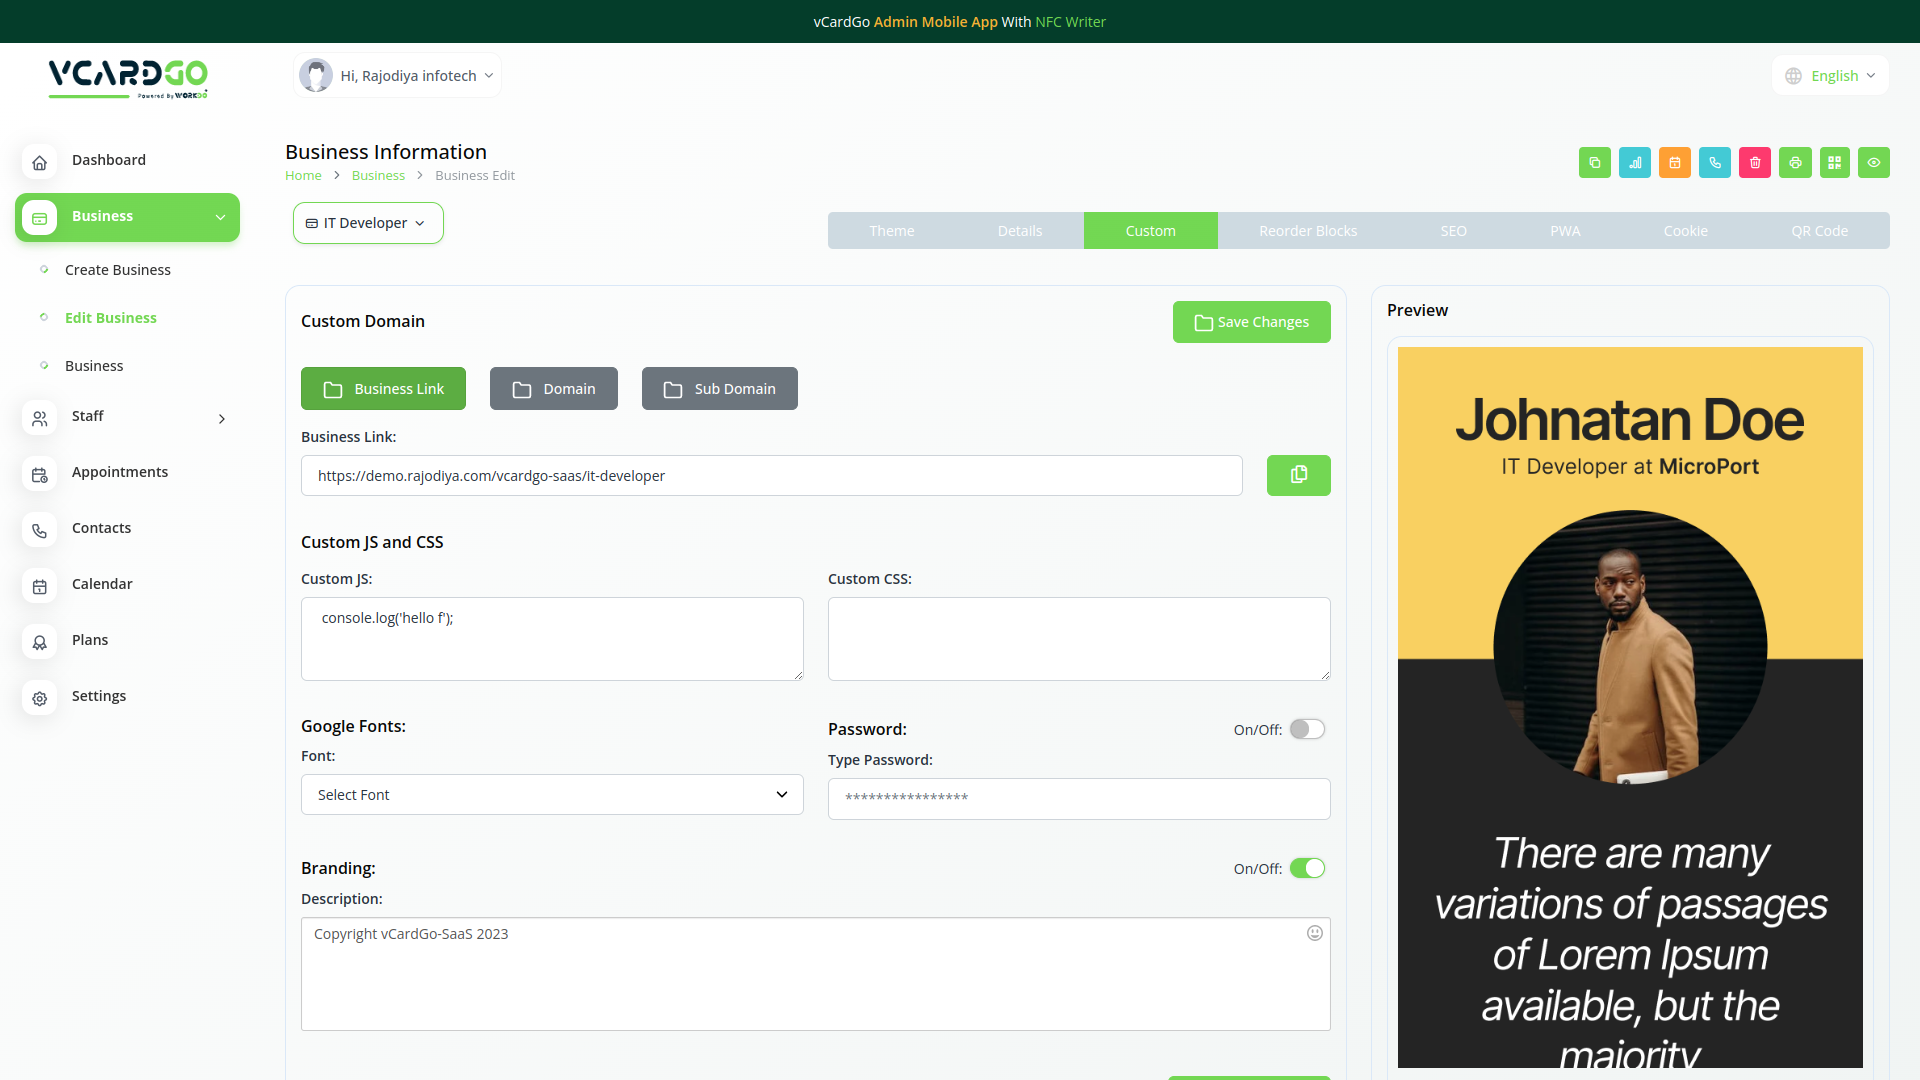 vCardGo Admin Mobile App With NFC Writer
VCARDGO
Powered By WORKDO
Hi, Rajodiya infotech
English
Dashboard
Business
Create Business
Edit Business
Business
Staff
Appointments
Contacts
Calendar
Plans
Settings
Business Information
Home > Business > Business Edit
IT Developer
Theme
Details
Custom
Reorder Blocks
SEO
PWA
Cookie
QR Code
Custom Domain
Save Changes
Business Link
Domain
Sub Domain
Business Link:
https://demo.rajodiya.com/vcardgo-saas/it-developer
Custom JS and CSS
Custom JS:
console.log('hello f');
Custom CSS:
Google Fonts:
Font:
Select Font
Password:
On/Off:
Type Password:
****************
Branding:
On/Off:
Description:
Copyright vCardGo-SaaS 2023
Preview
Johnatan Doe
IT Developer at MicroPort
There are many
variations of passages
of Lorem Ipsum
available, but the
majority